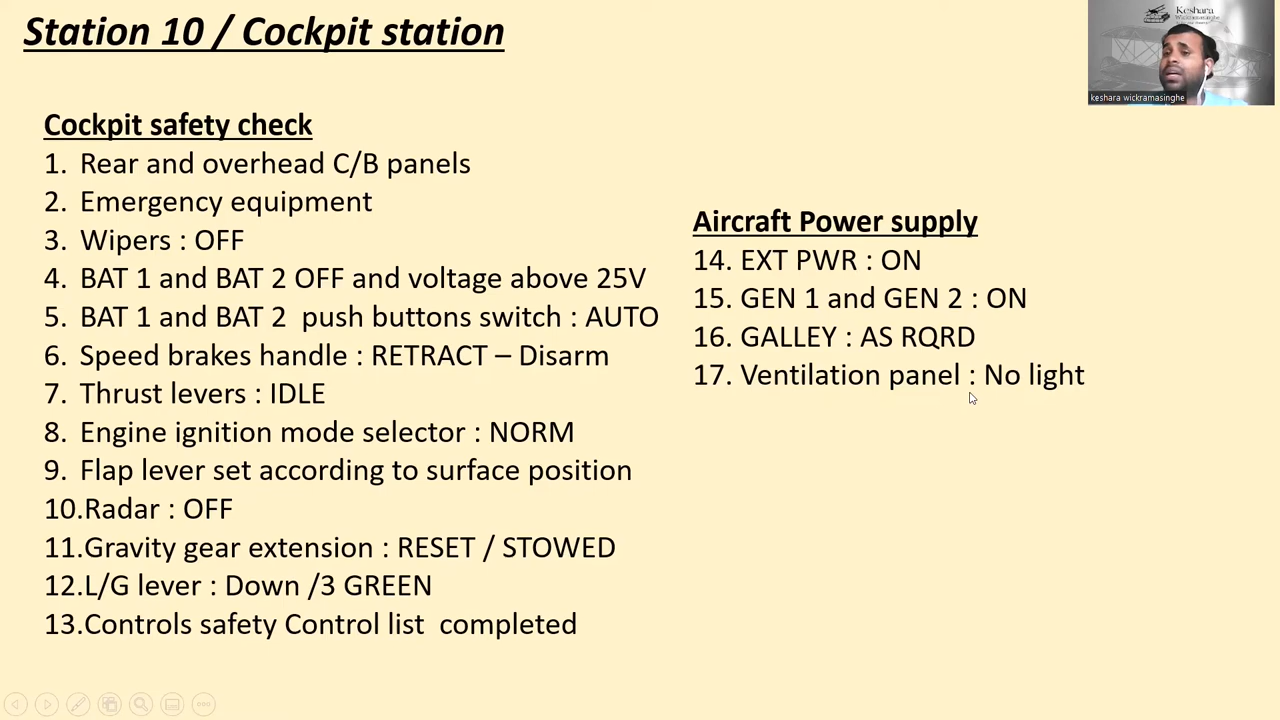 Station 10 / Cockpit station
Keshara
Wickramasinghe
keshara wickramasinghe
Cockpit safety check
1. Rear and overhead C/B panels
2. Emergency equipment
3. Wipers : OFF
4. BAT 1 and BAT 2 OFF and voltage above 25V
5. BAT 1 and BAT 2 push buttons switch : AUTO
6. Speed brakes handle : RETRACT – Disarm
7. Thrust levers : IDLE
8. Engine ignition mode selector : NORM
9. Flap lever set according to surface position
10.Radar : OFF
11.Gravity gear extension : RESET / STOWED
12.L/G lever : Down /3 GREEN
13.Controls safety Control list completed
Aircraft Power supply
14. EXT PWR : ON
15. GEN 1 and GEN 2 : ON
16. GALLEY : AS RQRD
17. Ventilation panel : No light